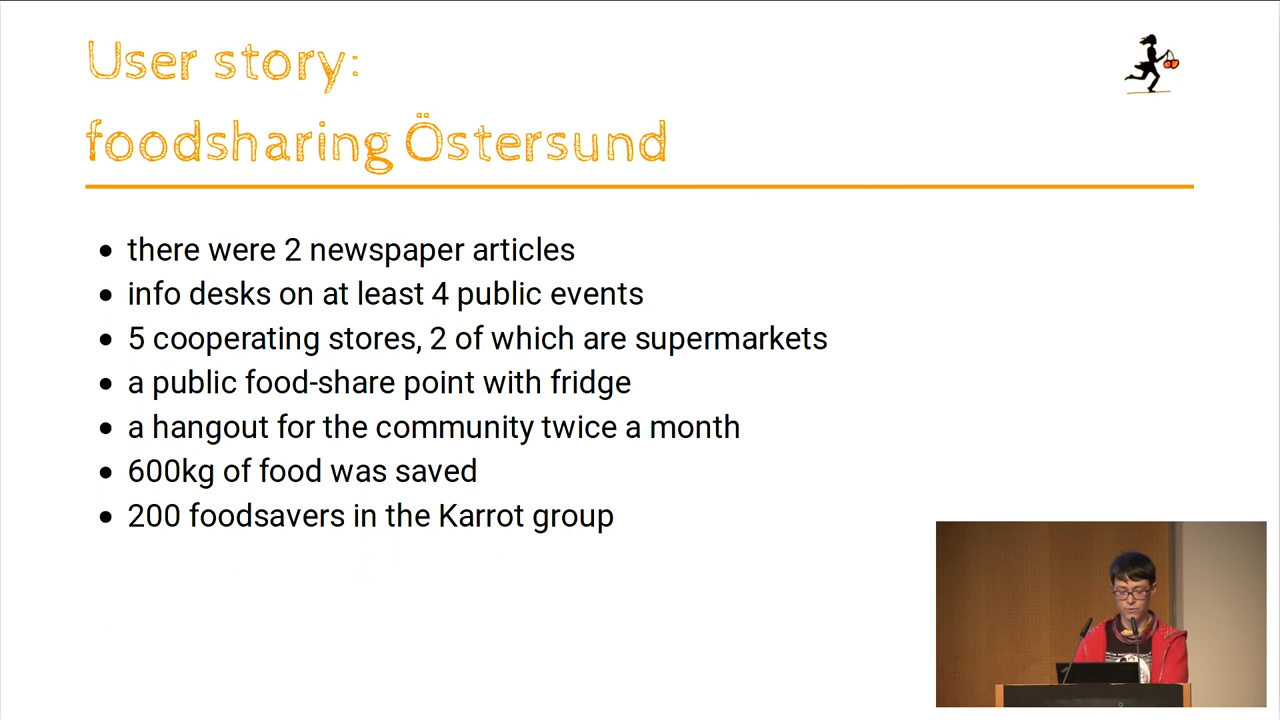 User story:
foodsharing Östersund
there were 2 newspaper articles
info desks on at least 4 public events
5 cooperating stores, 2 of which are supermarkets
a public food-share point with fridge
a hangout for the community twice a month
600kg of food was saved
200 foodsavers in the Karrot group